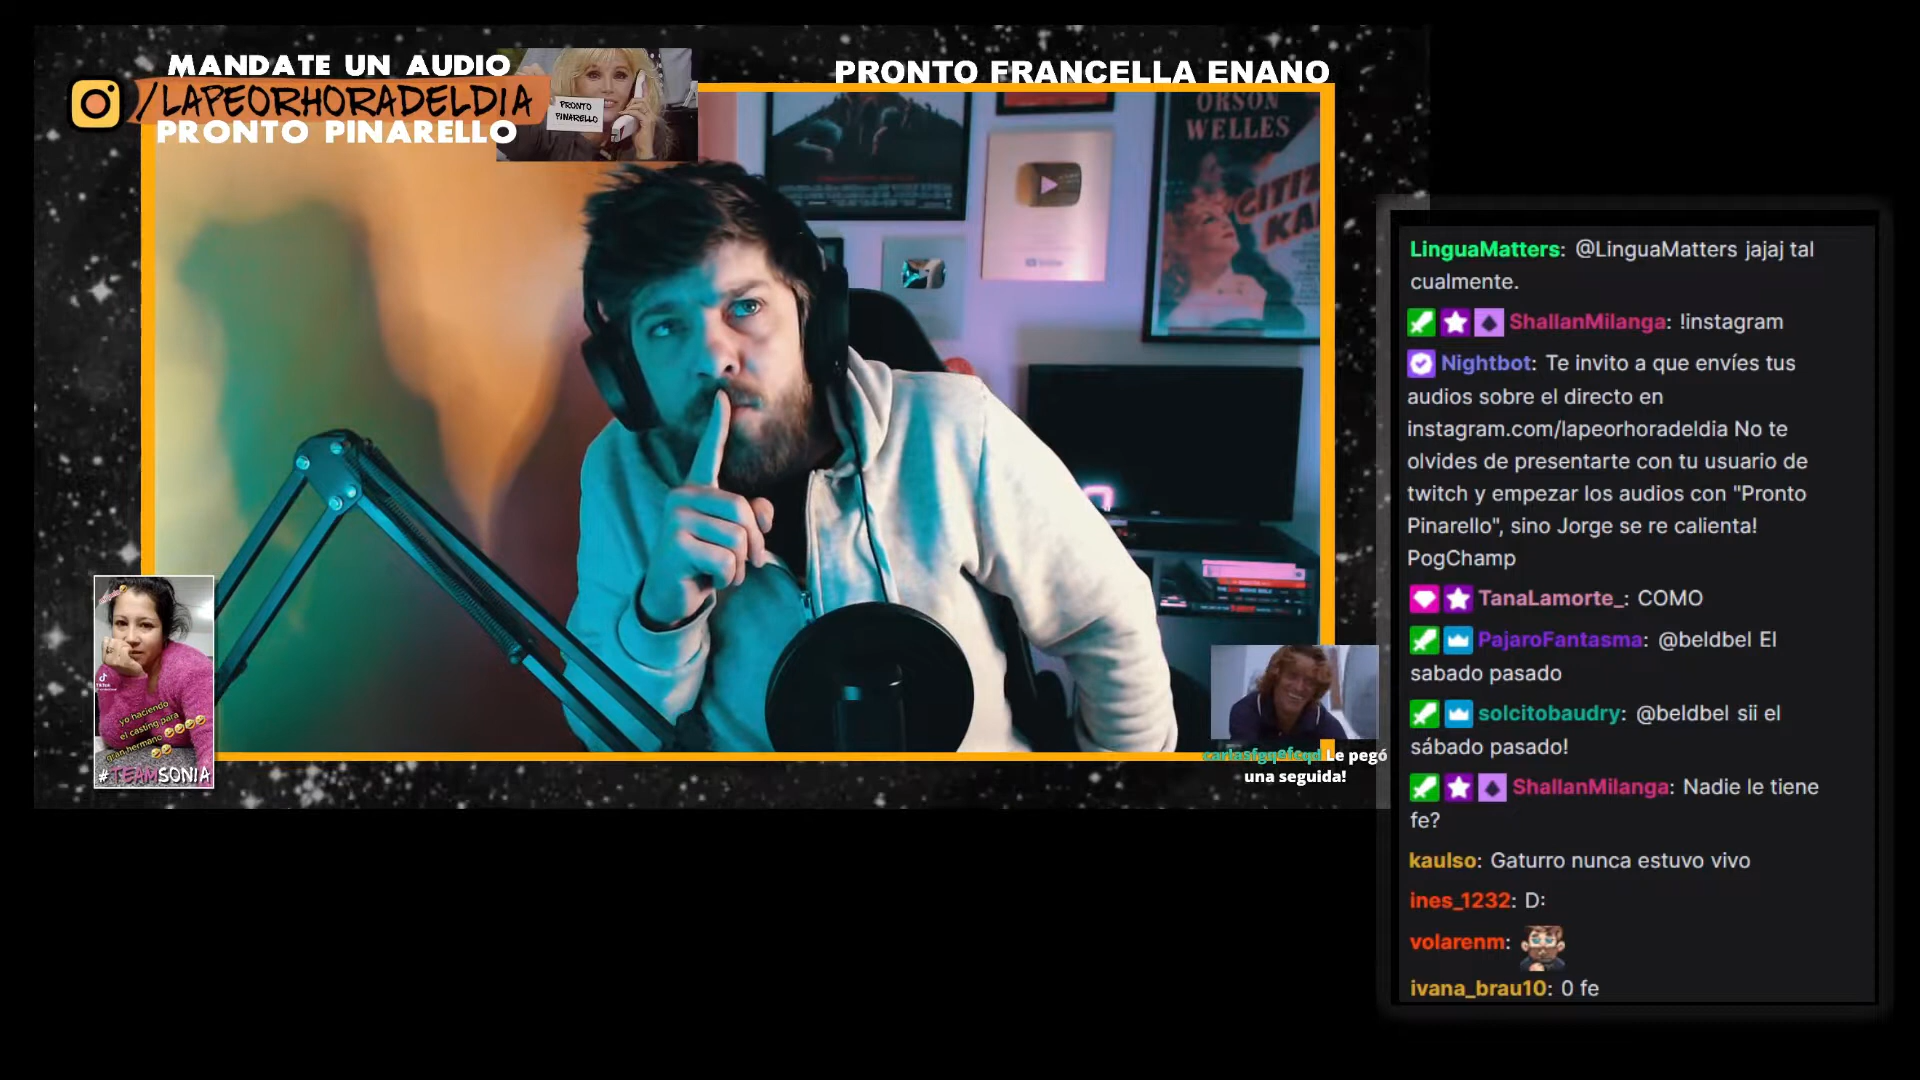 MANDATE UN AUDIO
/LAPEORHORADELDIA
PRONTO PINARELLO
PRONTO
PINARELLO
PRONTO FRANCELLA ENANO
ORSON
WELLES
CITIZ
KA
TikTok
yo haciendo
el casting para
gran hermano
#TEAMSONIA
Le pegó
una seguida!
LinguaMatters: @LinguaMatters jajaj tal
cualmente.
ShallanMilanga: !instagram
Nightbot: Te invito a que envíes tus
audios sobre el directo en
instagram.com/lapeorhoradeldia No te
olvides de presentarte con tu usuario de
twitch y empezar los audios con "Pronto
Pinarello", sino Jorge se re calienta!
PogChamp
TanaLamorte_: COMO
PajaroFantasma: @beldbel El
sabado pasado
solcitobaudry: @beldbel sii el
sábado pasado!
ShallanMilanga: Nadie le tiene
fe?
kaulso: Gaturro nunca estuvo vivo
ines_1232: D:
volarenm:
ivana_brau10: 0 fe